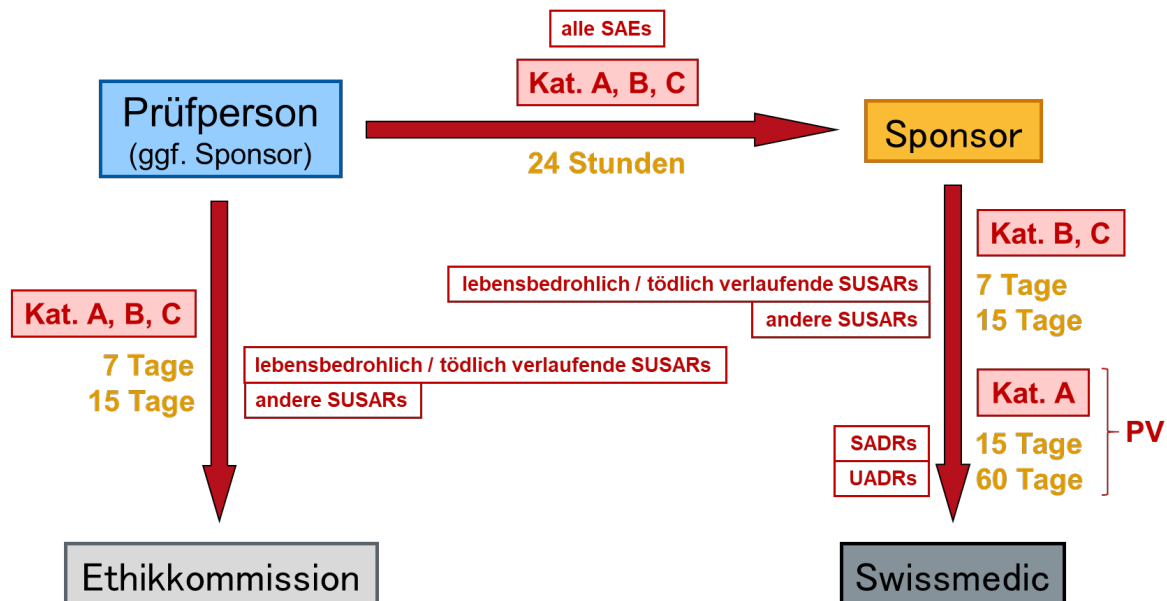 alle SAEs
Kat. A, B, C
Prüfperson
(ggf. Sponsor)
24 Stunden
Sponsor
Kat. B, C
lebensbedrohlich / tödlich verlaufende SUSARs
7 Tage
andere SUSARs
15 Tage
Kat. A, B, C
7 Tage
lebensbedrohlich / tödlich verlaufende SUSARs
15 Tage
andere SUSARs
Kat. A
PV
SADRs
15 Tage
UADRs
60 Tage
Ethikkommission
Swissmedic